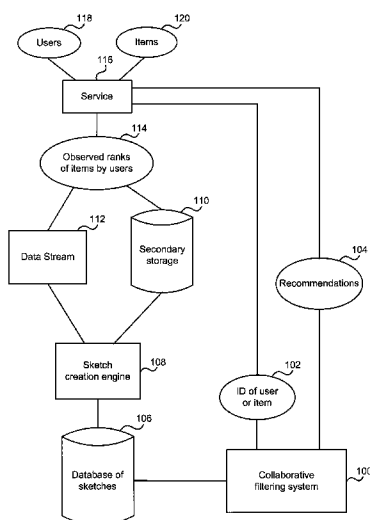 118
120
Users
Items
116
Service
114
Observed ranks
of items by users
110
112
Data Stream
Secondary
storage
104
Recommendations
108
Sketch
creation engine
102
ID of user
or item
106
Database of
sketches
Collaborative
filtering system
100